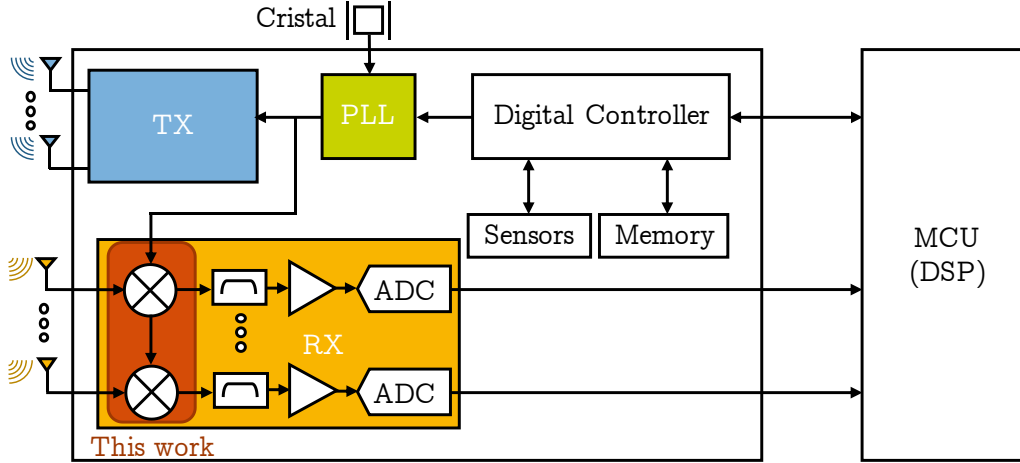 Cristal
TX
PLL
Digital Controller
Sensors
Memory
MCU
(DSP)
ADC
RX
ADC
This work